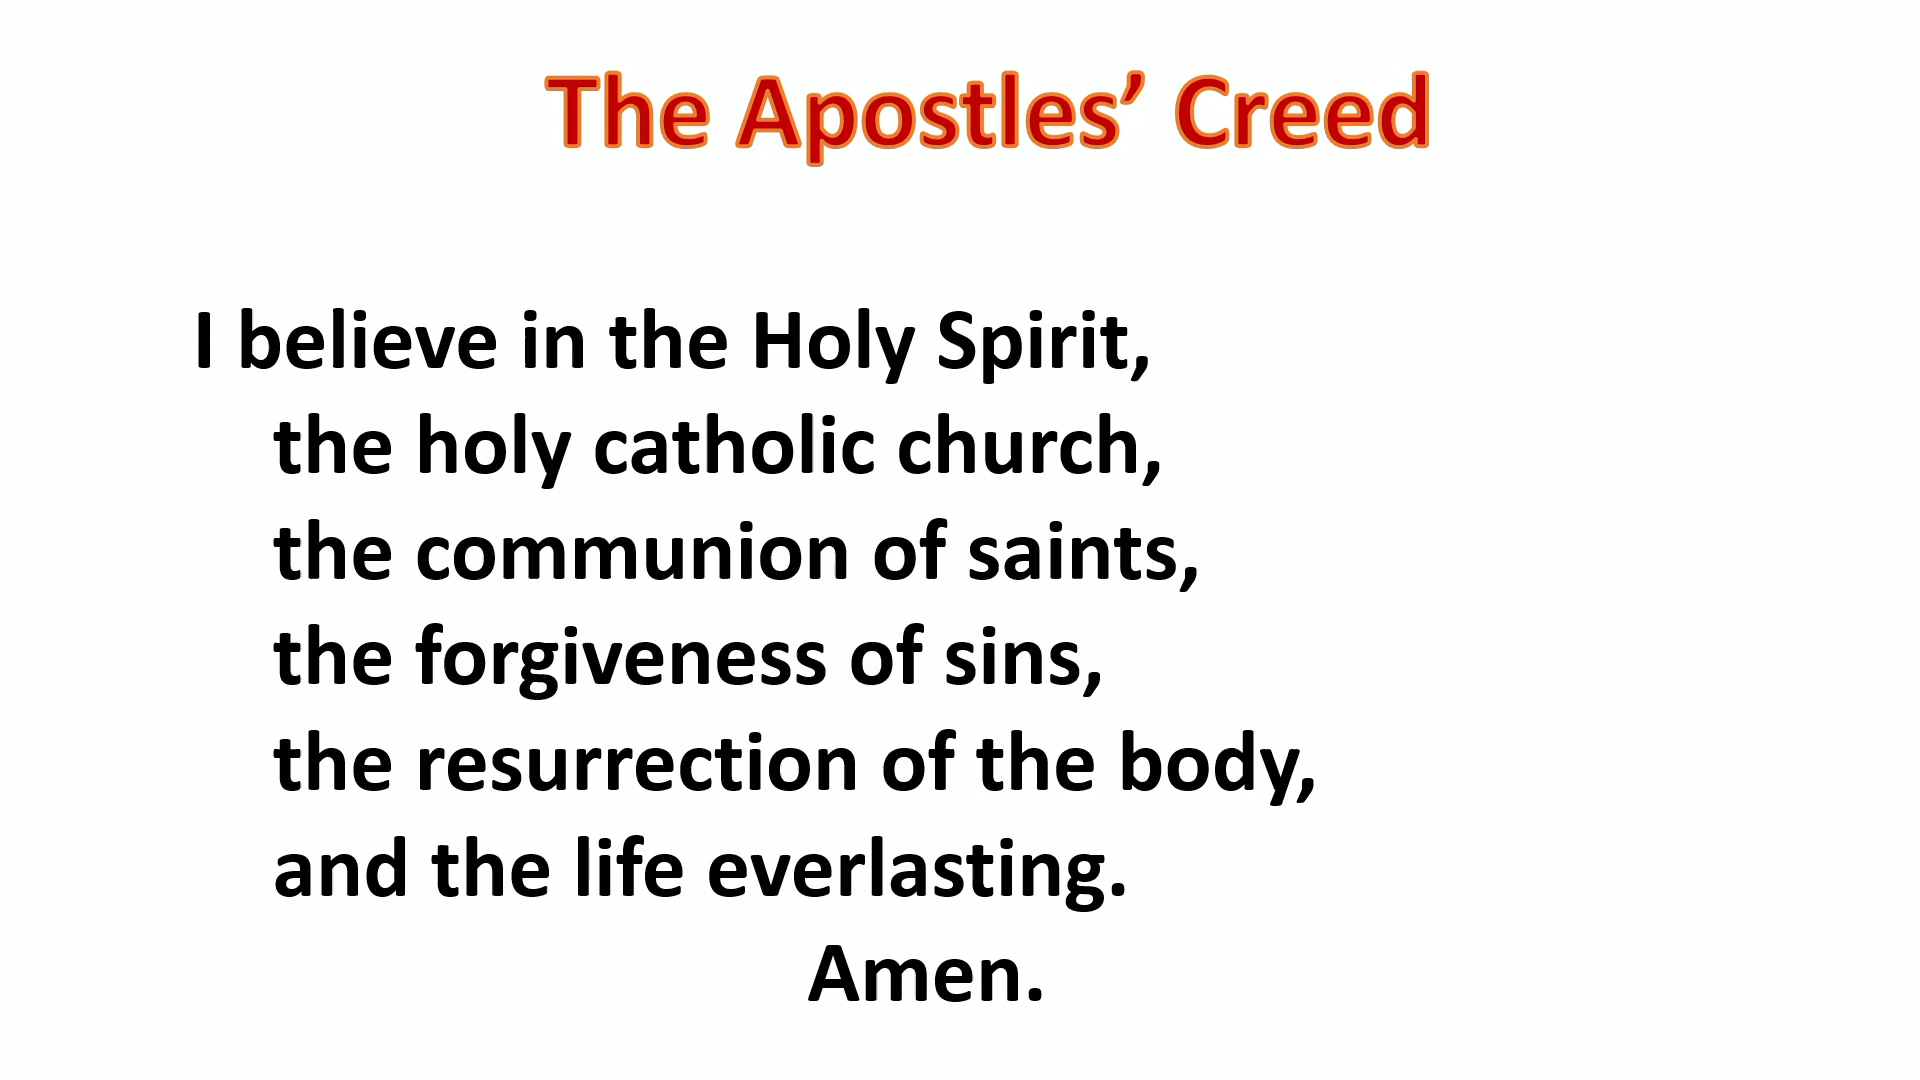 The Apostles’ Creed
I believe in the Holy Spirit,
the holy catholic church,
the communion of saints,
the forgiveness of sins,
the resurrection of the body,
and the life everlasting.
Amen.